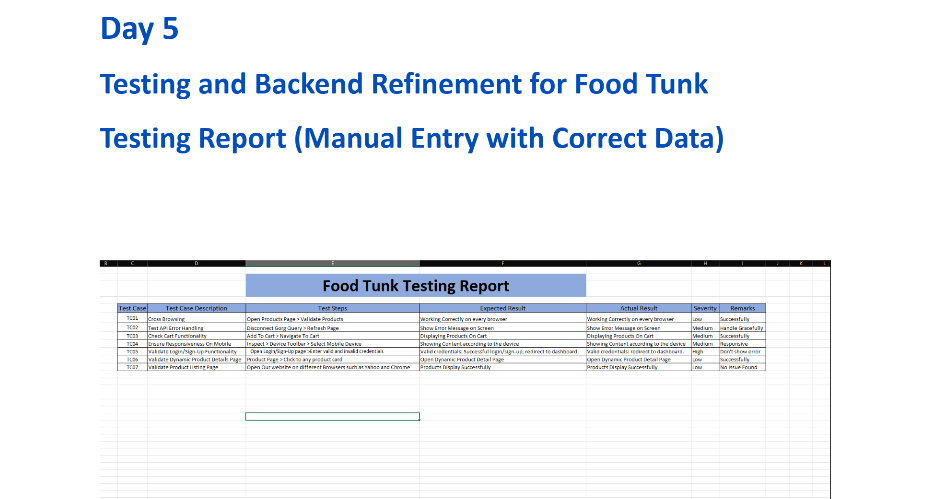 Day 5
Testing and Backend Refinement for Food Tunk
Testing Report (Manual Entry with Correct Data)
B C D E F G H I J K L
Food Tunk Testing Report
Test Case Test Case Description Test Steps Expected Result Actual Result Severity Remarks
TC01 Cross Browsing Open Products Page > Validate Products Working Correctly on every browser Working Correctly on every browser Low Successfully
TC02 Test API Error Handling Disconnect Gorq Query > Refresh Page Show Error Message on Screen Show Error Message on Screen Medium Handle Gracefully
TC03 Check Cart Functionality Add To Cart > Navigate To Cart Displaying Products On Cart Displaying Products On Cart Medium Successfully
TC04 Ensure Responsiveness On Mobile Inspect > Device Toolbar > Select Mobile Device Showing Content according to the device Showing Content according to the device Medium Responsive
TC05 Validate Login/Sign-Up Functionality Open Login/Sign-Up page >Enter valid and invalid credentials Valid credentials: Successful login/sign-up, redirect to dashboard. Valid credentials: redirect to dashboard. High Don't show error
TC06 Validate Dynamic Product Details Page Product Page > Click to any product card Open Dynamic Product Detail Page Open Dynamic Product Detail Page Low Successfully
TC07 Validate Product Listing Page Open Our website on different Browsers such as Yahoo and Chrome Products Display Successfully Products Display Successfully Low No Issue Found